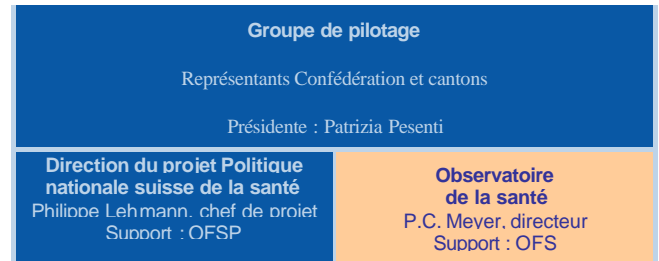 Groupe de pilotage
Représentants Confédération et cantons
Présidente : Patrizia Pesenti
Direction du projet Politique
nationale suisse de la santé
Philippe Lehmann, chef de projet
Support : OFSP
Observatoire
de la santé
P.C. Meyer, directeur
Support : OFS